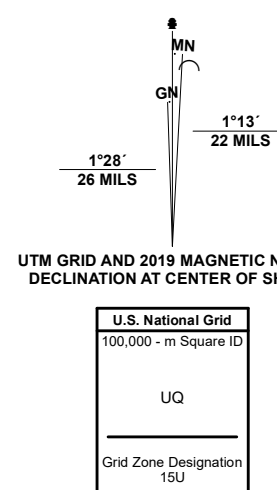 MN
GN
1°13´
22 MILS
1°28´
26 MILS
UTM GRID AND 2019 MAGNETIC N
DECLINATION AT CENTER OF SH
U.S. National Grid
100,000 - m Square ID
UQ
Grid Zone Designation
15U